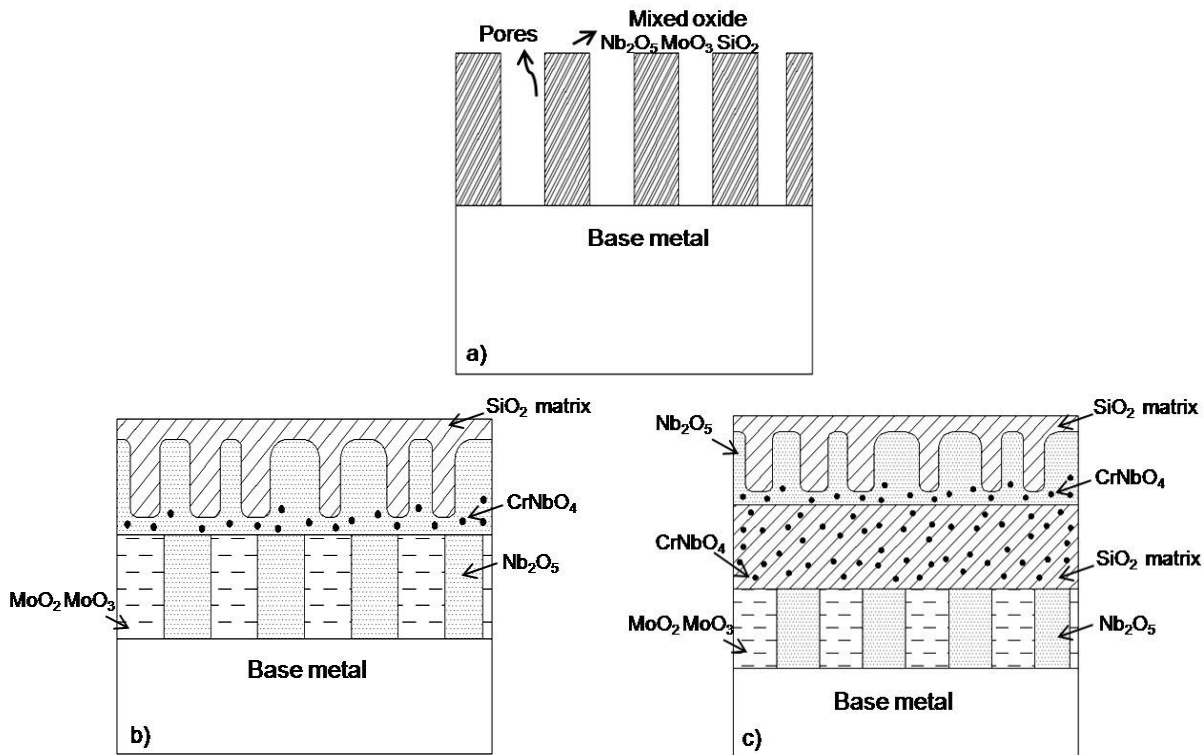 Pores
Mixed oxide
Nb₂O₅ MoO₃ SiO₂
Base metal
a)
SiO₂ matrix
CrNbO₄
Nb₂O₅
MoO₂ MoO₃
Base metal
b)
Nb₂O₅
SiO₂ matrix
CrNbO₄
CrNbO₄
SiO₂ matrix
MoO₂ MoO₃
Nb₂O₅
Base metal
c)